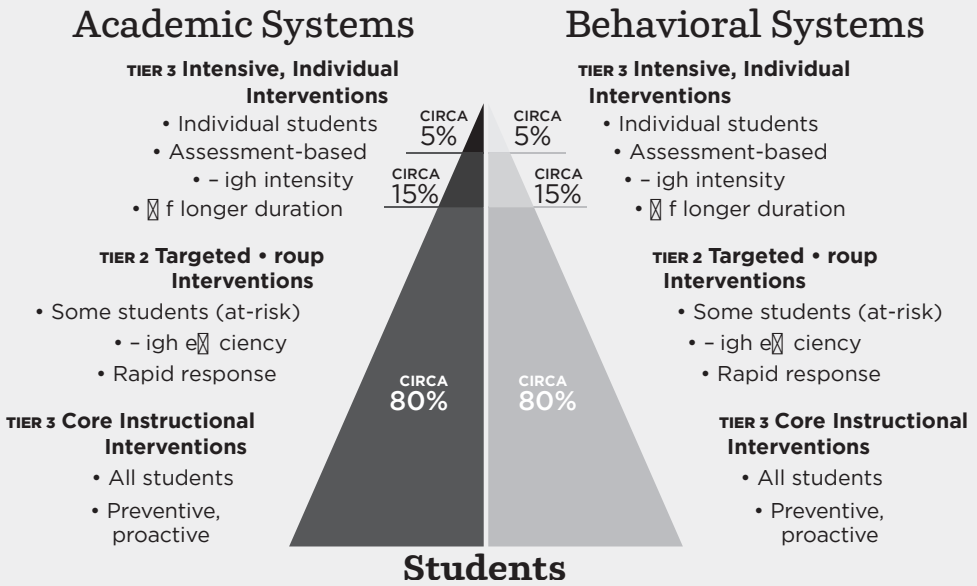 Academic Systems
TIER 3 Intensive, Individual
Interventions
• Individual students
• Assessment-based
• – igh intensity
• ☒ f longer duration
TIER 2 Targeted • roup
Interventions
• Some students (at-risk)
• – igh e☒ ciency
• Rapid response
TIER 3 Core Instructional
Interventions
• All students
• Preventive,
proactive
CIRCA
5%
CIRCA
15%
CIRCA
80%
CIRCA
5%
CIRCA
15%
CIRCA
80%
Behavioral Systems
TIER 3 Intensive, Individual
Interventions
• Individual students
• Assessment-based
• – igh intensity
• ☒ f longer duration
TIER 2 Targeted • roup
Interventions
• Some students (at-risk)
• – igh e☒ ciency
• Rapid response
TIER 3 Core Instructional
Interventions
• All students
• Preventive,
proactive
Students